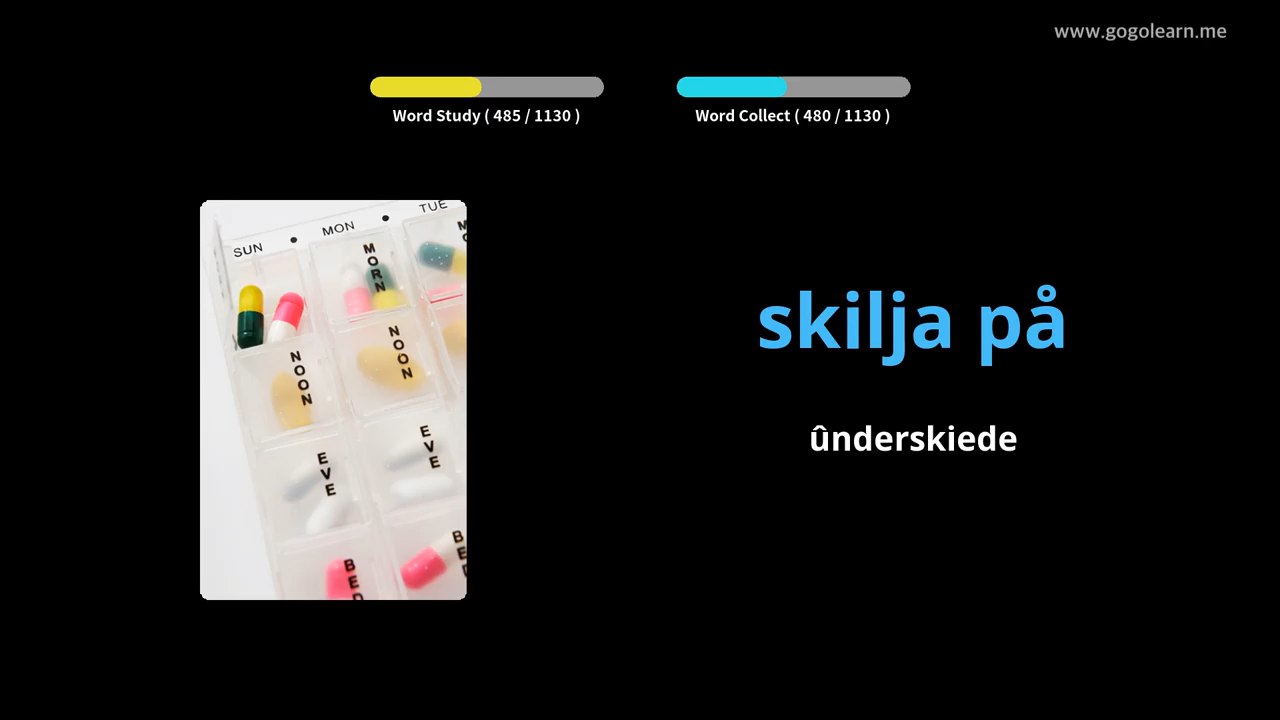 www.gogolearn.me
Word Study ( 485 / 1130 )
Word Collect ( 480 / 1130 )
SUN • MON • TUE
MORN
NOON
NOON
EVE
EVE
BED
skilja på
ûnderskiede